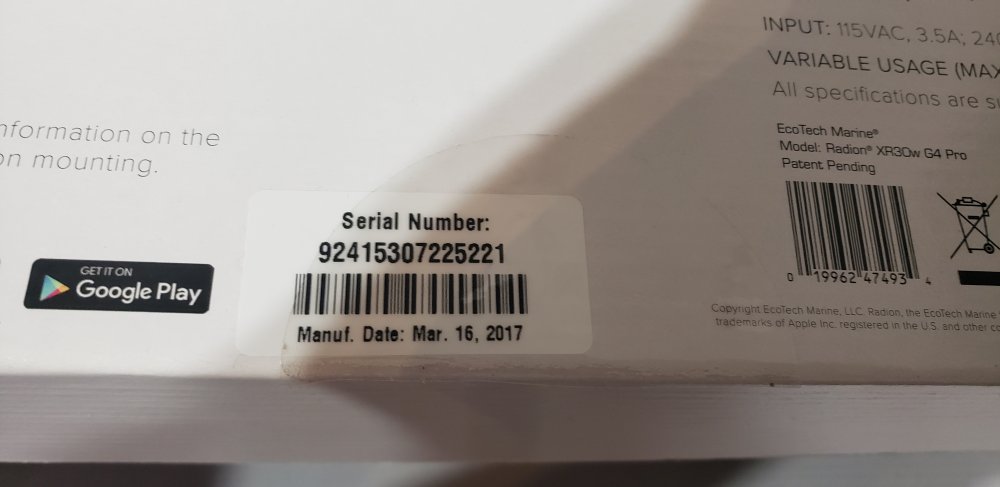 INPUT: 115VAC, 3.5A; 240
VARIABLE USAGE (MAX
All specifications are su
nformation on the
on mounting.
EcoTech Marine®
Model: Radion® XR30w G4 Pro
Patent Pending
Serial Number:
92415307225221
Manuf. Date: Mar. 16, 2017
GET IT ON
Google Play
0 19962 47493 4
Copyright EcoTech Marine, LLC. Radion, the EcoTech Marine
trademarks of Apple Inc. registered in the U.S. and other co